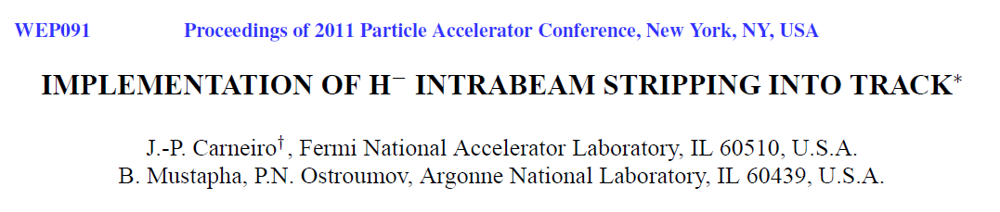 WEP091 Proceedings of 2011 Particle Accelerator Conference, New York, NY, USA
IMPLEMENTATION OF H⁻ INTRABEAM STRIPPING INTO TRACK*
J.-P. Carneiro†, Fermi National Accelerator Laboratory, IL 60510, U.S.A.
B. Mustapha, P.N. Ostroumov, Argonne National Laboratory, IL 60439, U.S.A.